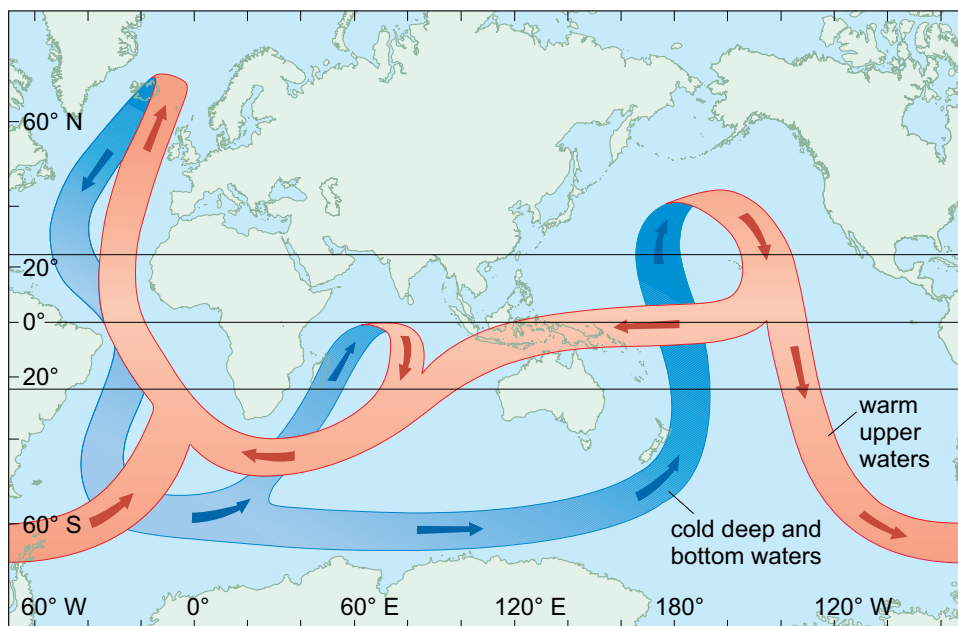 60° N
20°
0°
20°
warm
upper
waters
60° S
cold deep and
bottom waters
60° W 0° 60° E 120° E 180° 120° W